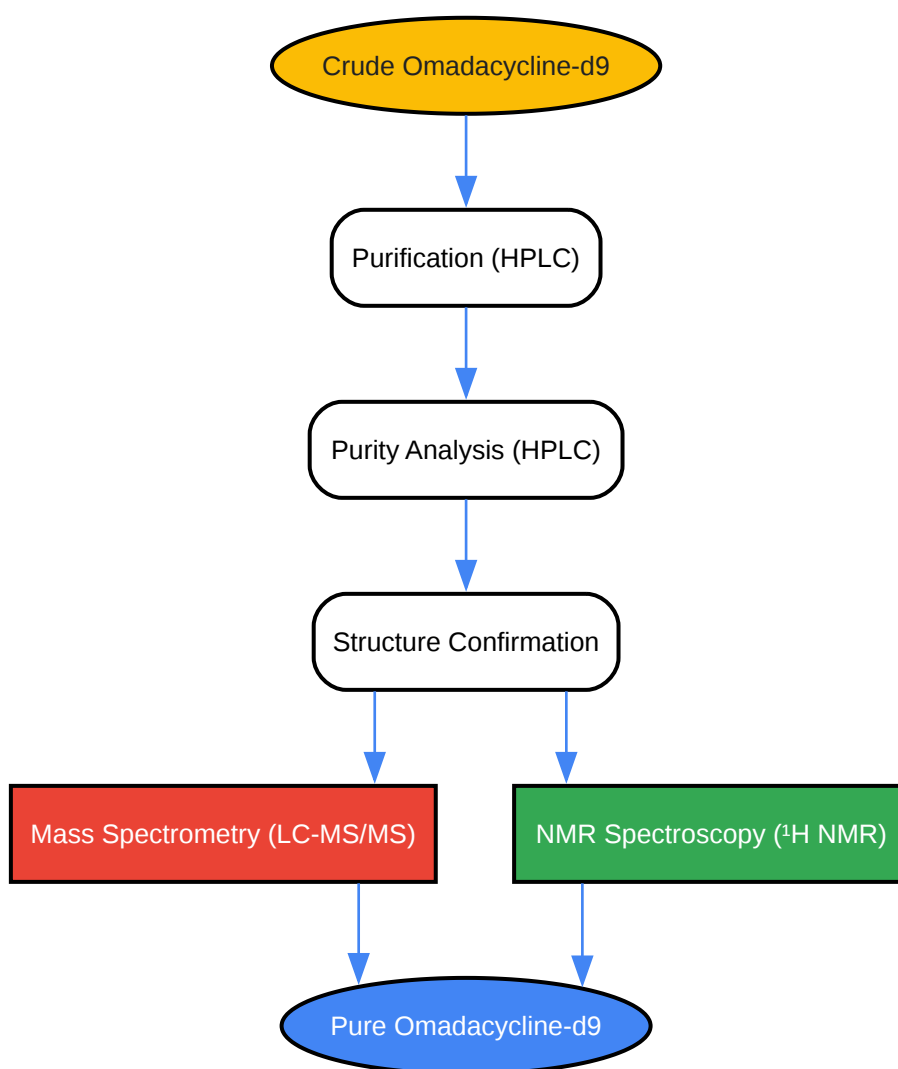 Crude Omadacycline-d9
Purification (HPLC)
Purity Analysis (HPLC)
Structure Confirmation
Mass Spectrometry (LC-MS/MS)
NMR Spectroscopy (¹H NMR)
Pure Omadacycline-d9